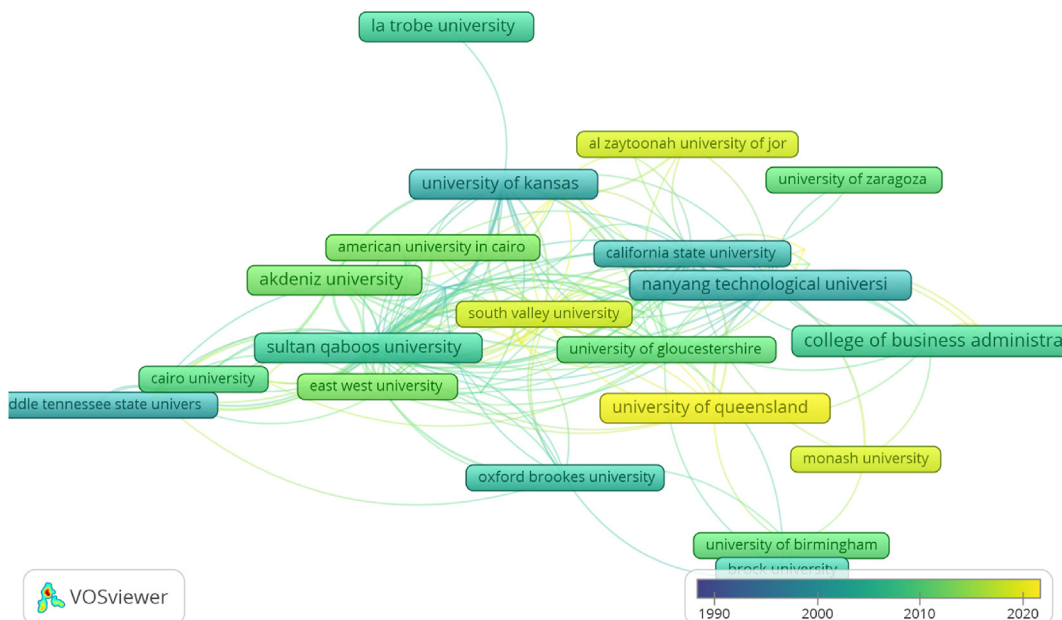 la trobe university
al zaytoonah university of jor
university of kansas
university of zaragoza
american university in cairo
california state university
akdeniz university
nanyang technological universi
south valley university
college of business administra
sultan qaboos university
university of gloucestershire
cairo university
east west university
ddle tennessee state univers
university of queensland
monash university
oxford brookes university
university of birmingham
brock university
VOSviewer
1990
2000
2010
2020